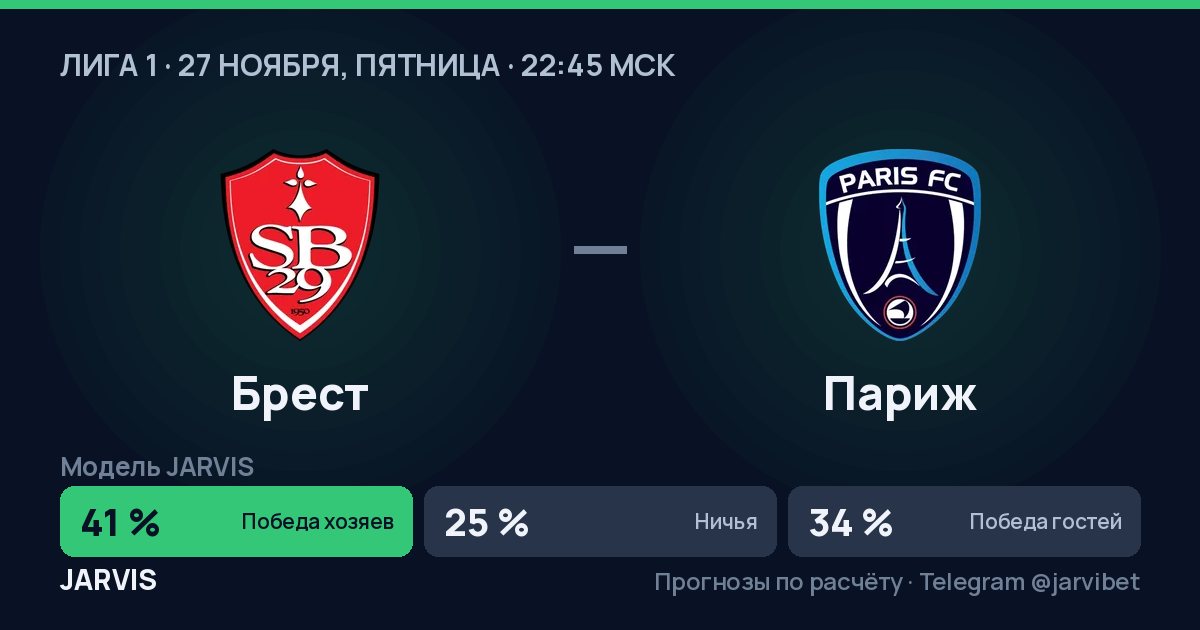 ЛИГА 1 · 27 НОЯБРЯ, ПЯТНИЦА · 22:45 МСК
SB
29
1950
PARIS FC
—
Брест
Париж
Модель JARVIS
41 % Победа хозяев
25 % Ничья
34 % Победа гостей
JARVIS
Прогнозы по расчёту · Telegram @jarvibet